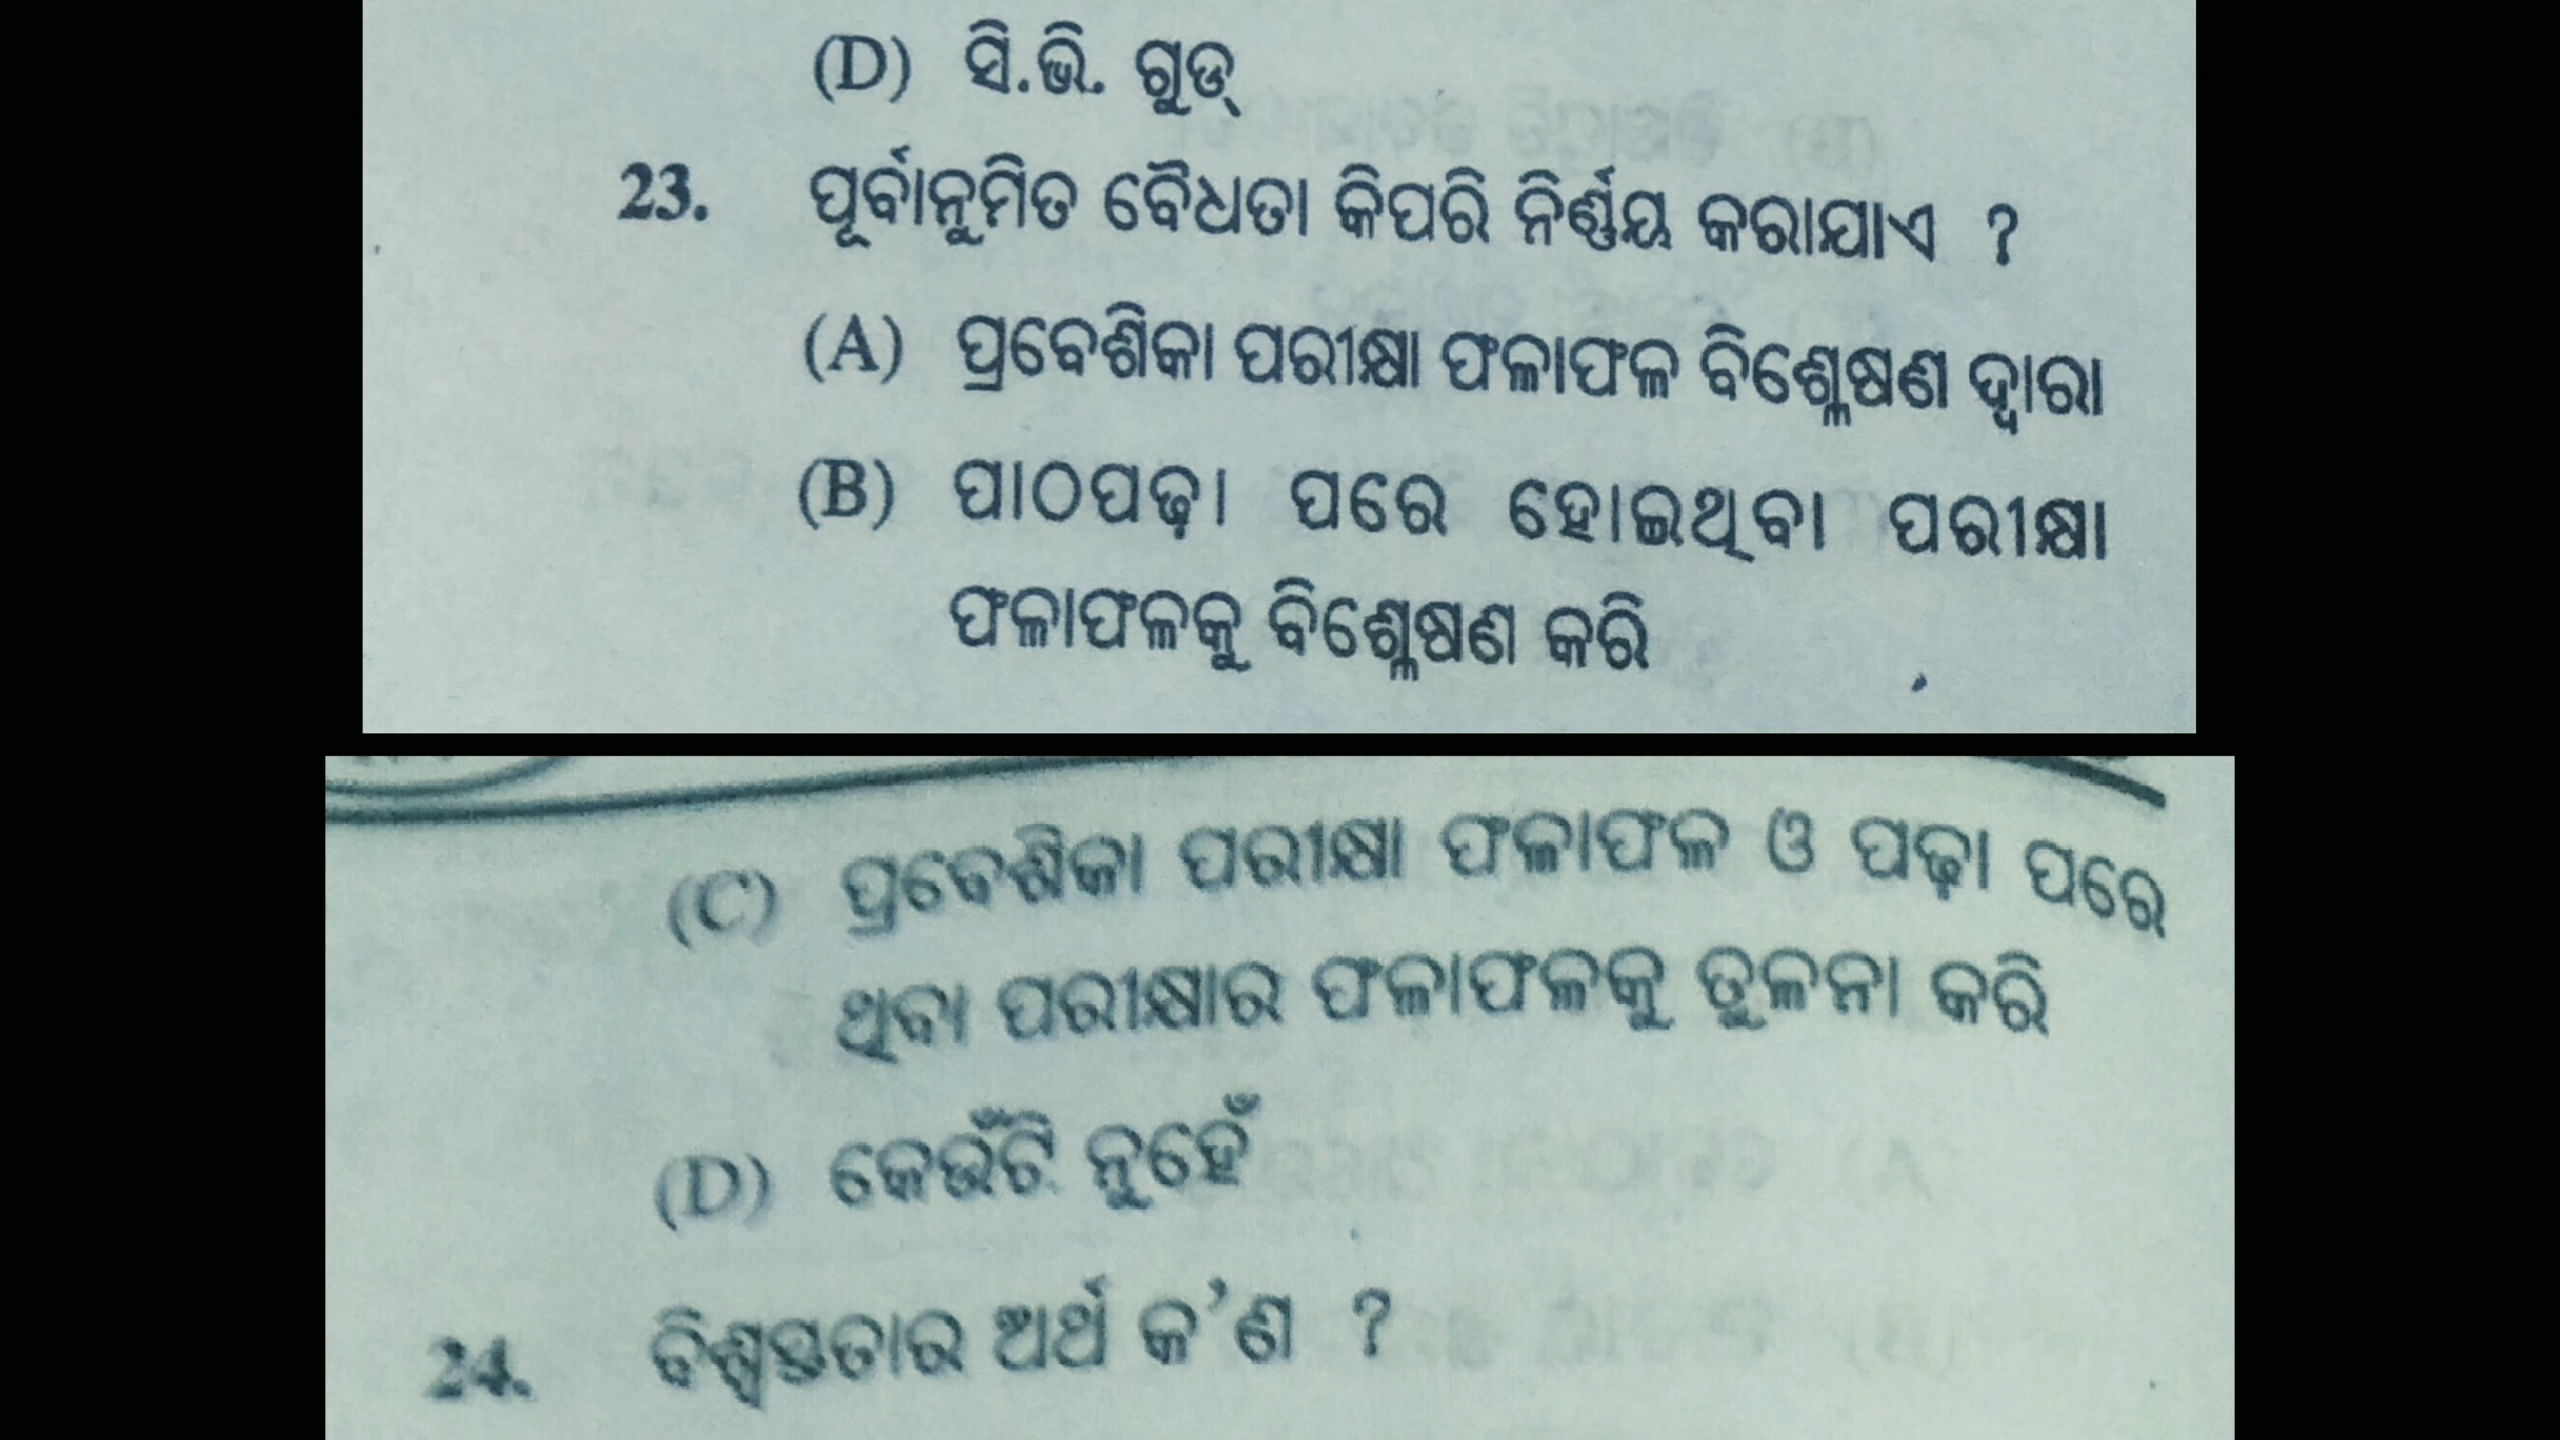 (D) ସି.ଭି. ଗୁଡ୍
23. ପୂର୍ବାନୁମିତ ବୈଧତା କିପରି ନିର୍ଣ୍ଣୟ କରାଯାଏ ?
(A) ପ୍ରବେଶିକା ପରୀକ୍ଷା ଫଳାଫଳ ବିଶ୍ଳେଷଣ ଦ୍ୱାରା
(B) ପାଠପଢ଼ା ପରେ ହୋଇଥିବା ପରୀକ୍ଷା
ଫଳାଫଳକୁ ବିଶ୍ଳେଷଣ କରି
(C) ପ୍ରବେଶିକା ପରୀକ୍ଷା ଫଳାଫଳ ଓ ପଢ଼ା ପରେ
ଥିବା ପରୀକ୍ଷାର ଫଳାଫଳକୁ ତୁଳନା କରି
(D) କେଉଁଟି ନୁହେଁ
24. ବିଶ୍ୱସ୍ତତାର ଅର୍ଥ କ'ଣ ?